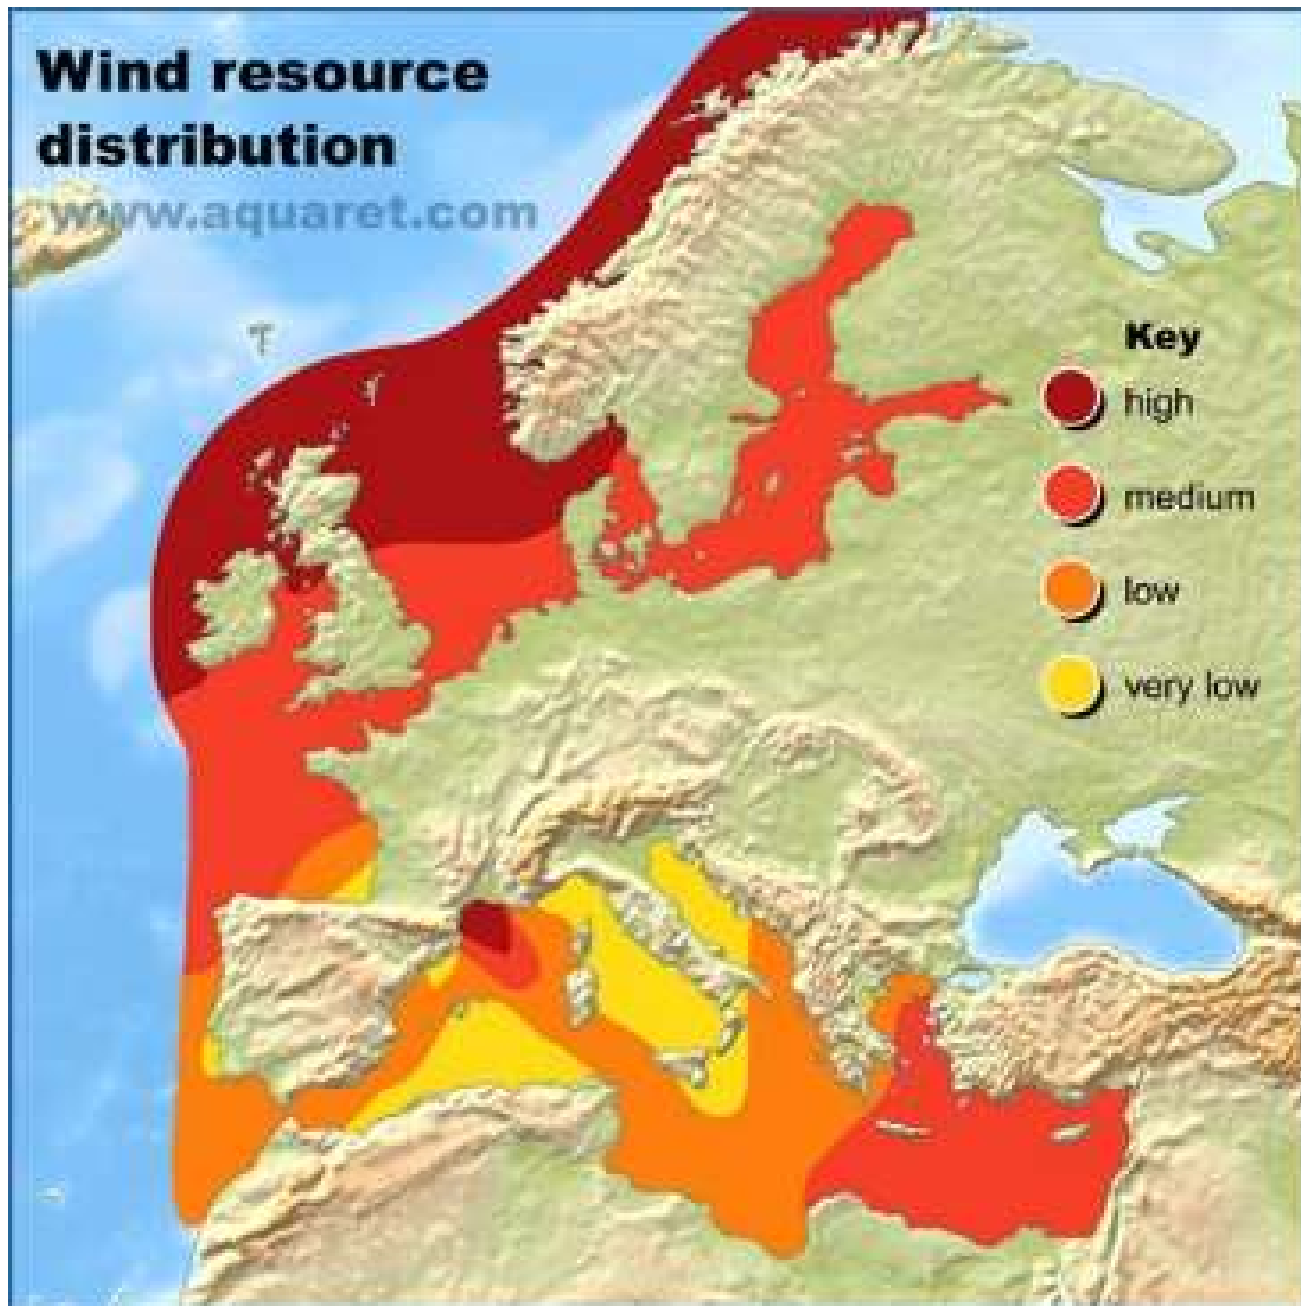 Wind resource
distribution
www.aquaret.com
Key
high
medium
low
very low